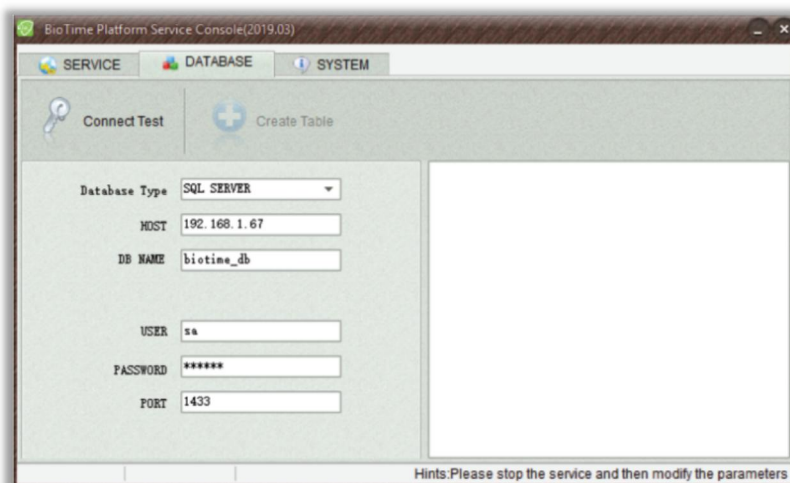 BioTime Platform Service Console(2019.03)
SERVICE DATABASE SYSTEM
Connect Test Create Table
Database Type SQL SERVER
HOST 192.168.1.67
DB NAME biotime_db
USER sa
PASSWORD ******
PORT 1433
Hints:Please stop the service and then modify the parameters